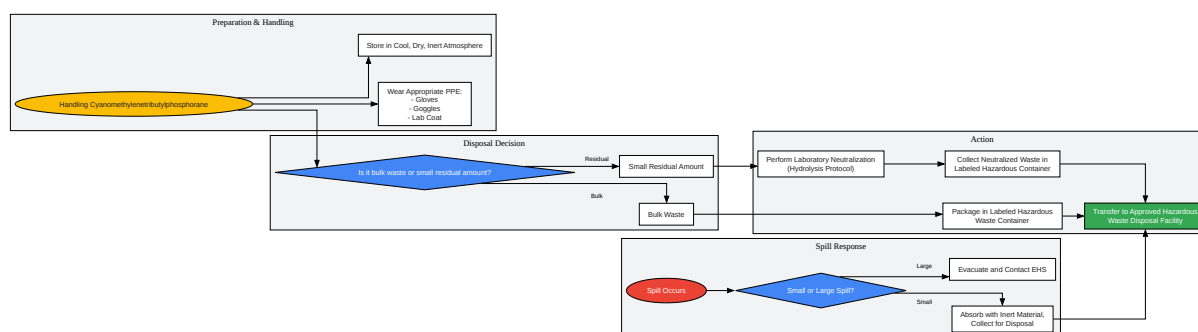 Preparation & Handling
Store in Cool, Dry, Inert Atmosphere
Handling Cyanomethylenetributylphosphorane
Wear Appropriate PPE:
- Gloves
- Goggles
- Lab Coat
Disposal Decision
Is it bulk waste or small residual amount?
Residual
Small Residual Amount
Bulk
Bulk Waste
Action
Perform Laboratory Neutralization
(Hydrolysis Protocol)
Collect Neutralized Waste in
Labeled Hazardous Container
Package in Labeled Hazardous
Waste Container
Transfer to Approved Hazardous
Waste Disposal Facility
Spill Response
Spill Occurs
Small or Large Spill?
Large
Evacuate and Contact EHS
Small
Absorb with Inert Material,
Collect for Disposal